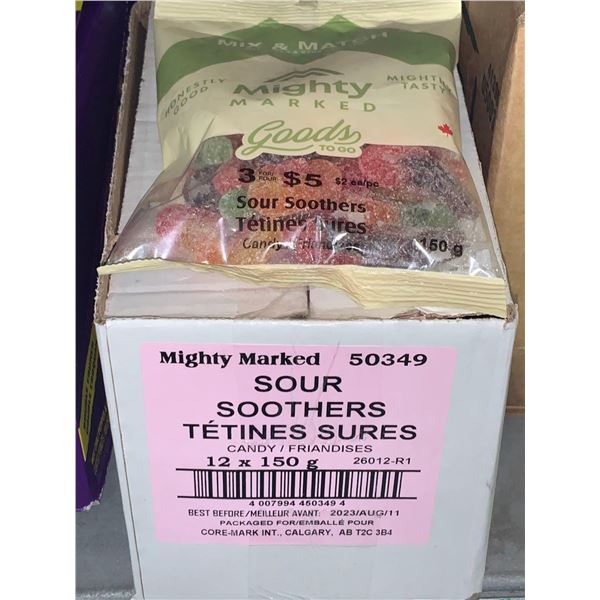 MIX & MATCH
HONESTLY GOOD
Mighty
MARKED
MIGHTY TASTY
Goods
TO GO
3 FOR/POUR $5 $2 ea/pc
Sour Soothers
Tétines Sures
Candy / Friandises 150 g
Mighty Marked 50349
SOUR
SOOTHERS
TÉTINES SURES
CANDY / FRIANDISES
12 x 150 g 26012-R1
4 007994 450349 4
BEST BEFORE/MEILLEUR AVANT: 2023/AUG/11
PACKAGED FOR/EMBALLÉ POUR
CORE-MARK INT., CALGARY, AB T2C 3B4